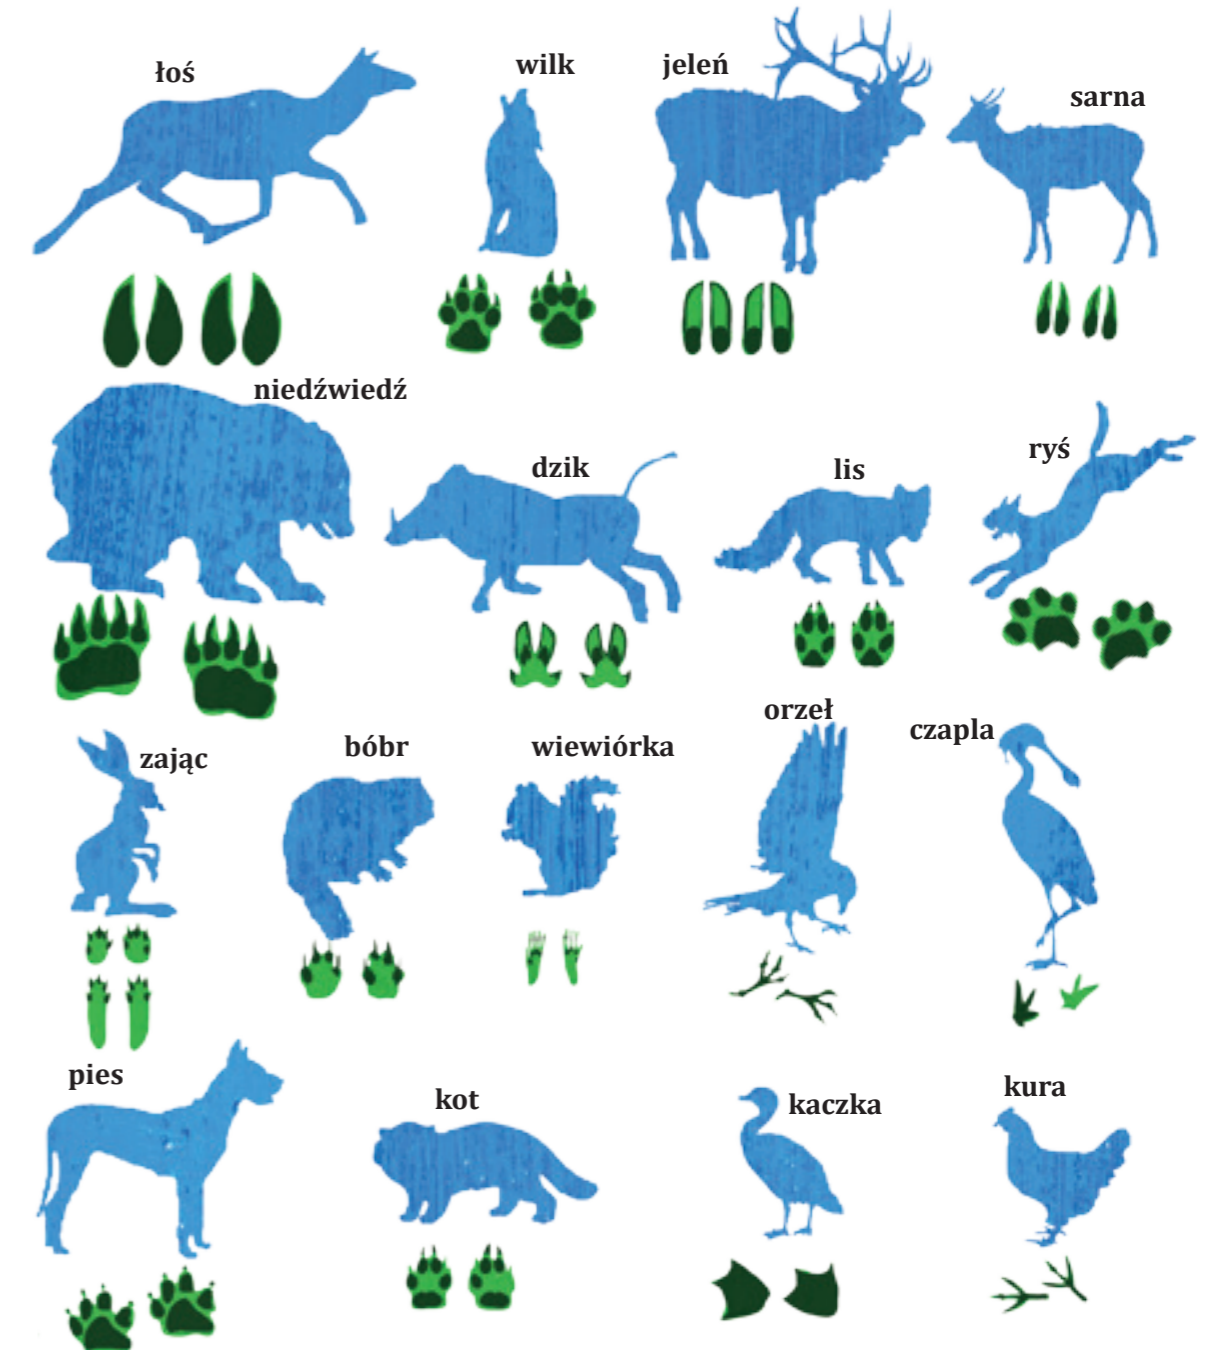 łoś
wilk
jeleń
sarna
niedźwiedź
dzik
lis
ryś
zając
bóbr
wiewiórka
orzeł
czapla
pies
kot
kaczka
kura